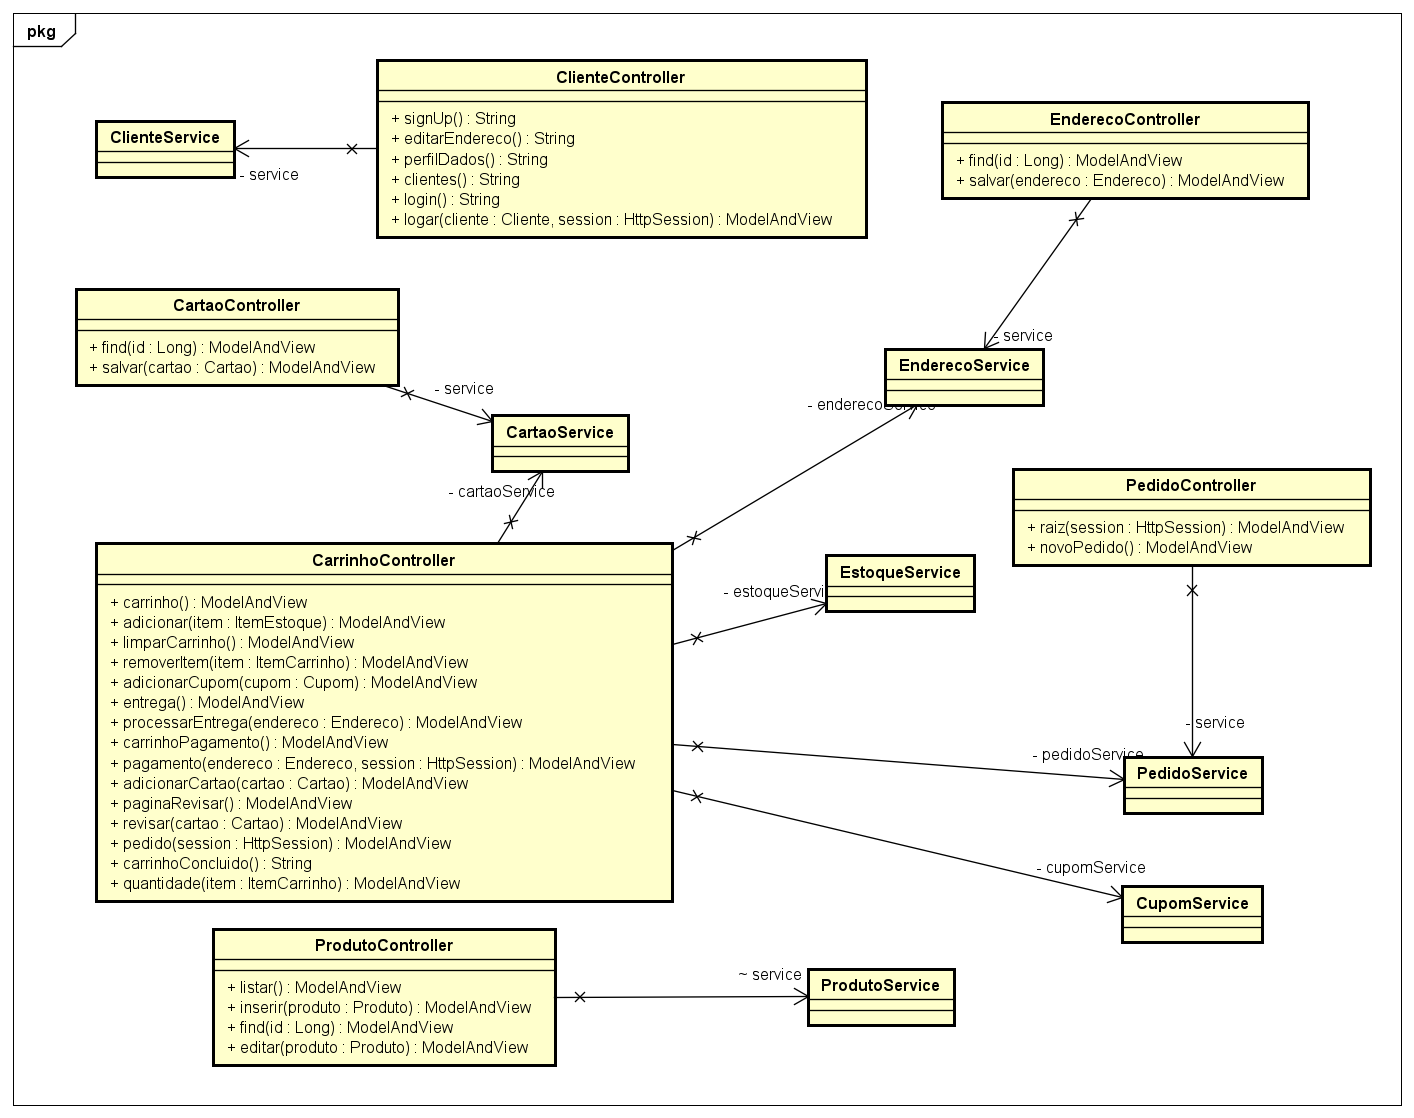 pkg
ClienteController
+ signUp() : String
+ editarEndereco() : String
+ perfilDados() : String
+ clientes() : String
+ login() : String
+ logar(cliente : Cliente, session : HttpSession) : ModelAndView
ClienteService
- service
EnderecoController
+ find(id : Long) : ModelAndView
+ salvar(endereco : Endereco) : ModelAndView
- service
EnderecoService
- enderecoService
CartaoController
+ find(id : Long) : ModelAndView
+ salvar(cartao : Cartao) : ModelAndView
- service
CartaoService
- cartaoService
PedidoController
+ raiz(session : HttpSession) : ModelAndView
+ novoPedido() : ModelAndView
CarrinhoController
+ carrinho() : ModelAndView
+ adicionar(item : ItemEstoque) : ModelAndView
+ limparCarrinho() : ModelAndView
+ removerItem(item : ItemCarrinho) : ModelAndView
+ adicionarCupom(cupom : Cupom) : ModelAndView
+ entrega() : ModelAndView
+ processarEntrega(endereco : Endereco) : ModelAndView
+ carrinhoPagamento() : ModelAndView
+ pagamento(endereco : Endereco, session : HttpSession) : ModelAndView
+ adicionarCartao(cartao : Cartao) : ModelAndView
+ paginaRevisar() : ModelAndView
+ revisar(cartao : Cartao) : ModelAndView
+ pedido(session : HttpSession) : ModelAndView
+ carrinhoConcluido() : String
+ quantidade(item : ItemCarrinho) : ModelAndView
EstoqueService
- estoqueServi
- service
- pedidoService
PedidoService
- cupomService
CupomService
ProdutoController
+ listar() : ModelAndView
+ inserir(produto : Produto) : ModelAndView
+ find(id : Long) : ModelAndView
+ editar(produto : Produto) : ModelAndView
~ service
ProdutoService